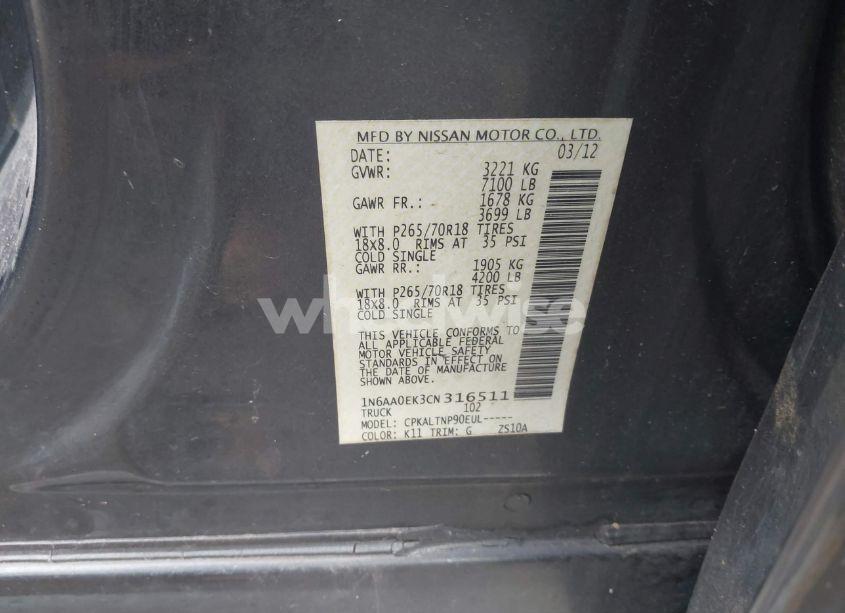 MFD BY NISSAN MOTOR CO., LTD.
DATE: 03/12
GVWR: 3221 KG
7100 LB
GAWR FR.: 1678 KG
3699 LB
WITH P265/70R18 TIRES
18X8.0 RIMS AT 35 PSI
COLD SINGLE
GAWR RR.: 1905 KG
4200 LB
WITH P265/70R18 TIRES
18X8.0 RIMS AT 35 PSI
COLD SINGLE
THIS VEHICLE CONFORMS TO
ALL APPLICABLE FEDERAL
MOTOR VEHICLE SAFETY
STANDARDS IN EFFECT ON
THE DATE OF MANUFACTURE
SHOWN ABOVE.
1N6AA0EK3CN316511
TRUCK 102
MODEL: CPKALTNP90EUL-----
COLOR: K11 TRIM: G ZS10A